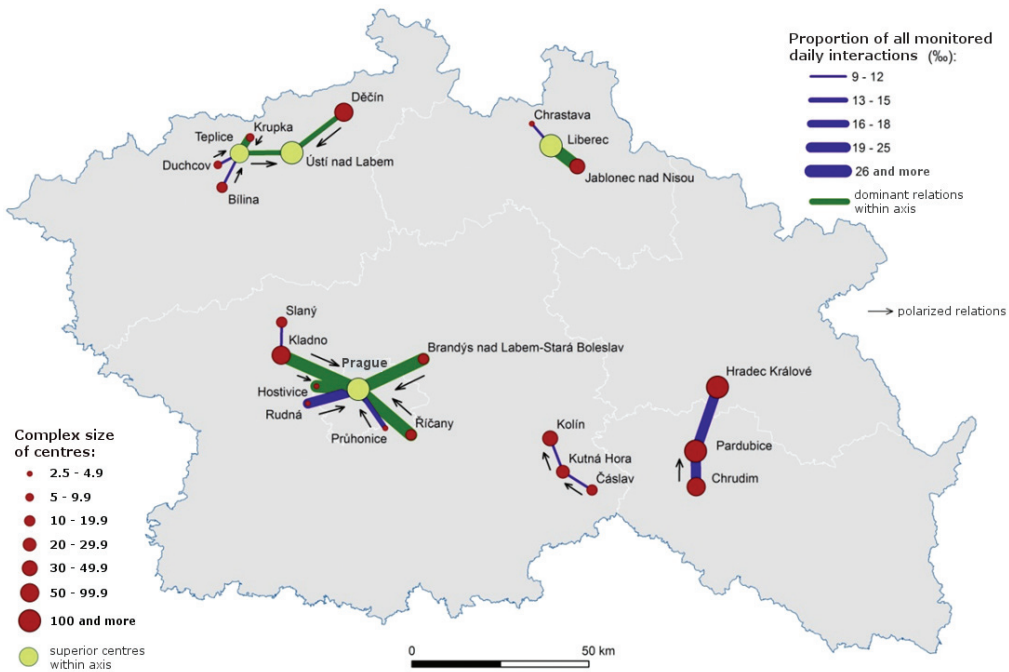 Proportion of all monitored
daily interactions (‰):
9 - 12
13 - 15
16 - 18
19 - 25
26 and more
dominant relations
within axis
polarized relations
Děčín
Krupka
Teplice
Duchcov
Ústí nad Labem
Bílina
Chrastava
Liberec
Jablonec nad Nisou
Slaný
Kladno
Prague
Brandýs nad Labem-Stará Boleslav
Hostivice
Rudná
Průhonice
Říčany
Hradec Králové
Kolín
Pardubice
Kutná Hora
Čáslav
Chrudim
Complex size
of centres:
2.5 - 4.9
5 - 9.9
10 - 19.9
20 - 29.9
30 - 49.9
50 - 99.9
100 and more
superior centres
within axis
0
50 km